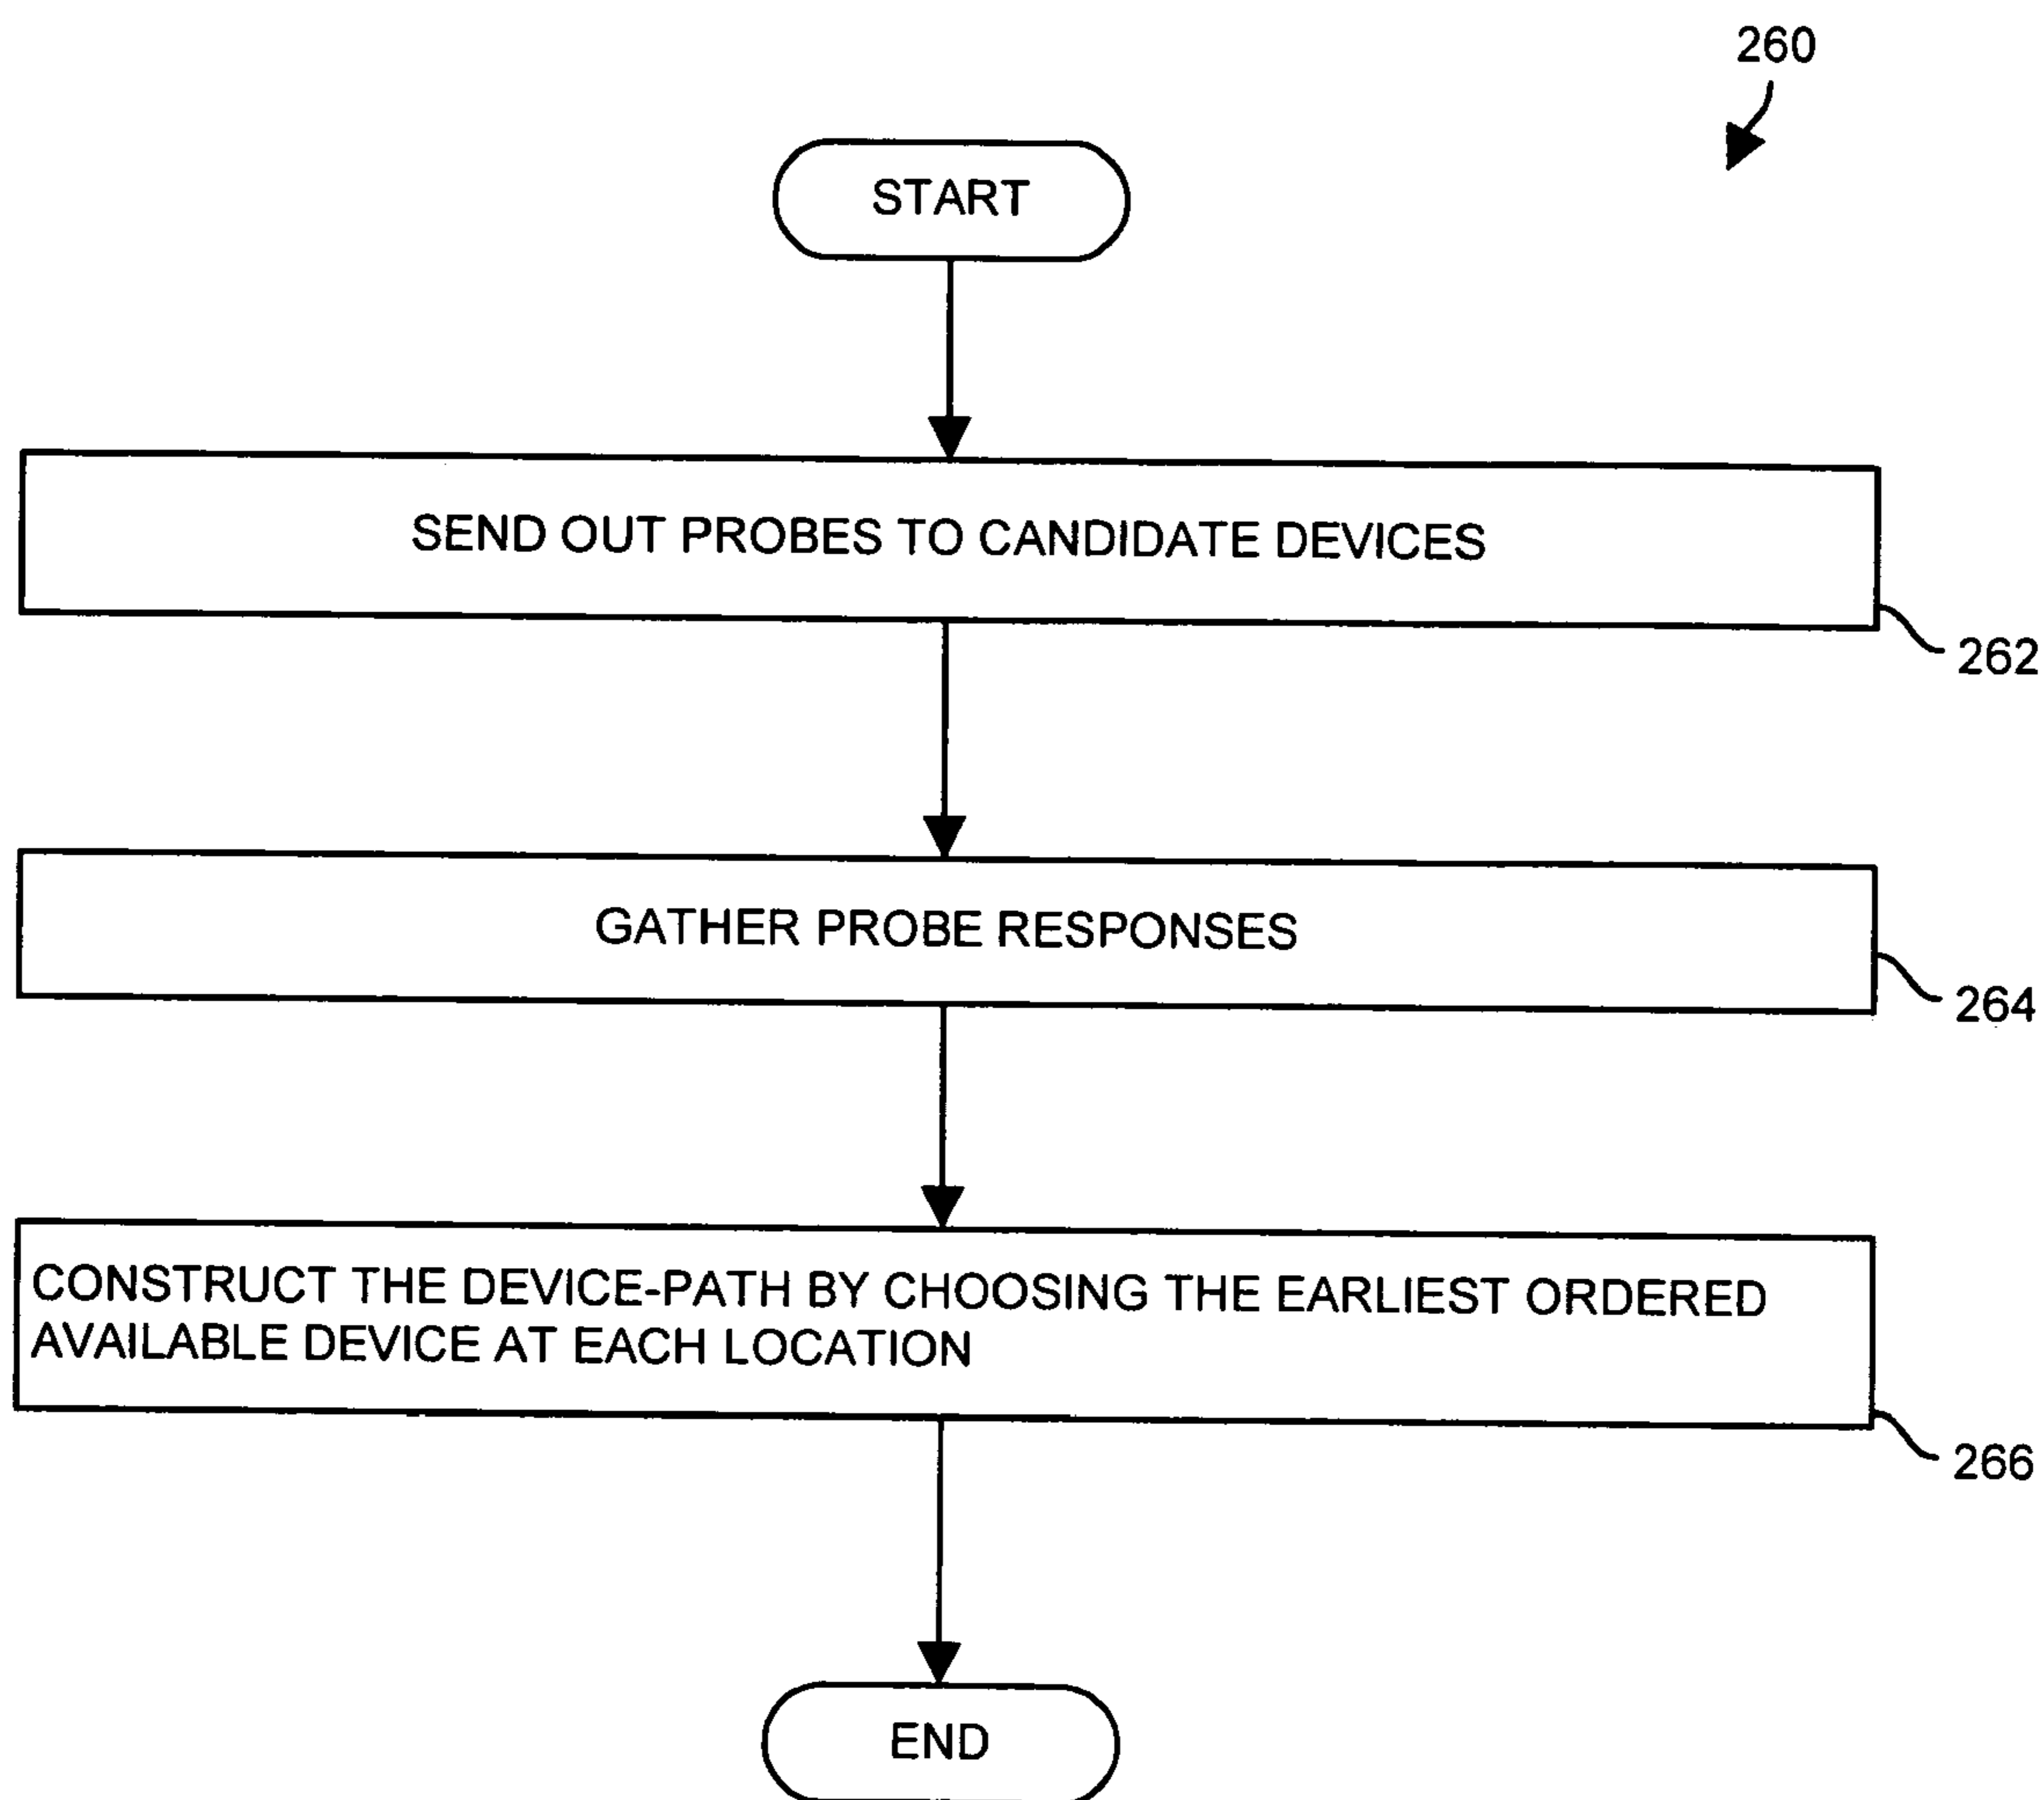 260
START
SEND OUT PROBES TO CANDIDATE DEVICES
262
GATHER PROBE RESPONSES
264
CONSTRUCT THE DEVICE-PATH BY CHOOSING THE EARLIEST ORDERED
AVAILABLE DEVICE AT EACH LOCATION
266
END